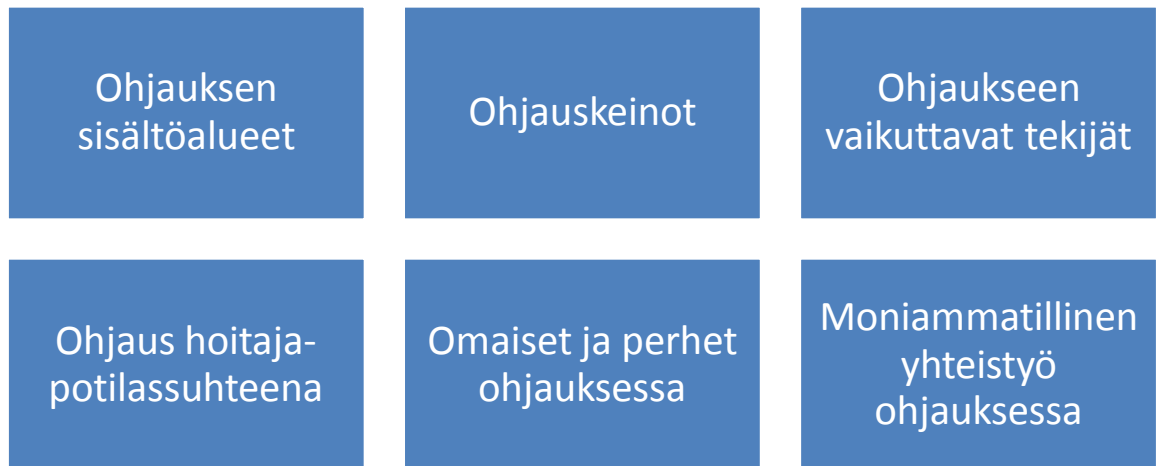 Ohjauksen
sisältöalueet
Ohjauskeinot
Ohjaukseen
vaikuttavat tekijät
Ohjaus hoitaja-
potilassuhteena
Omaiset ja perhet
ohjauksessa
Moniammatillinen
yhteistyö
ohjauksessa